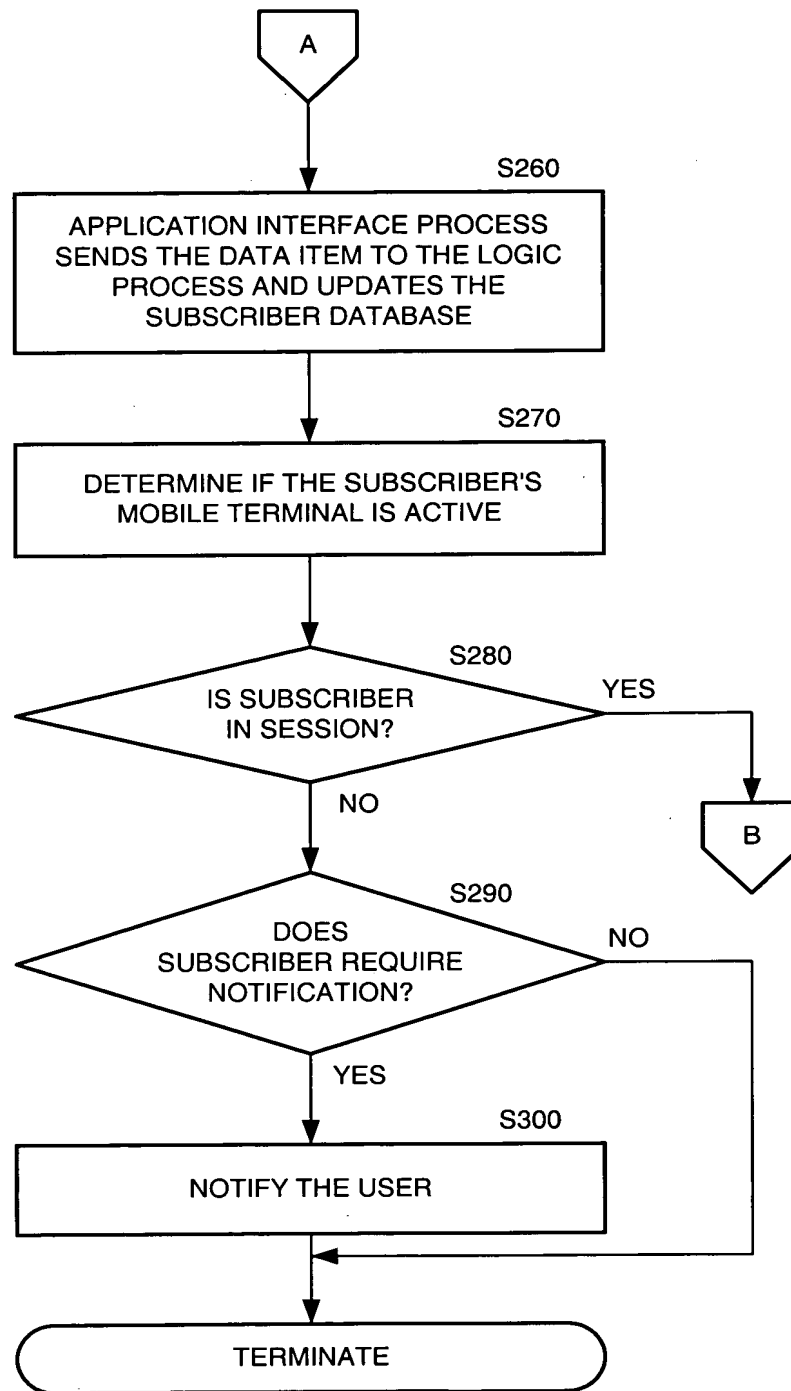 A
S260
APPLICATION INTERFACE PROCESS
SENDS THE DATA ITEM TO THE LOGIC
PROCESS AND UPDATES THE
SUBSCRIBER DATABASE
S270
DETERMINE IF THE SUBSCRIBER'S
MOBILE TERMINAL IS ACTIVE
S280
IS SUBSCRIBER
IN SESSION?
YES
NO
B
S290
DOES
SUBSCRIBER REQUIRE
NOTIFICATION?
NO
YES
S300
NOTIFY THE USER
TERMINATE